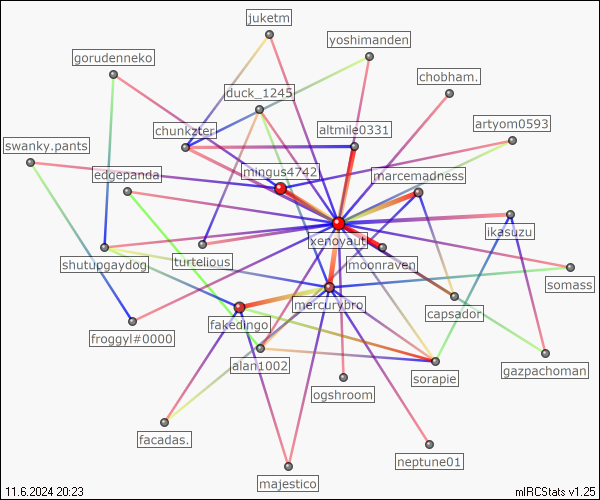 juketm
yoshimanden
gorudenneko
chobham.
duck_1245
artyom0593
chunkzter
altmile0331
swanky.pants
mingus4742
marcemadness
edgepanda
xenoyaut
ikasuzu
shutupgaydog
turtelious
moonraven
somass
mercurybro
capsador
froggyl#0000
fakedingo
alan1002
sorapie
gazpachoman
ogshroom
facadas.
neptune01
majestico
11.6.2024 20:23
mIRCStats v1.25